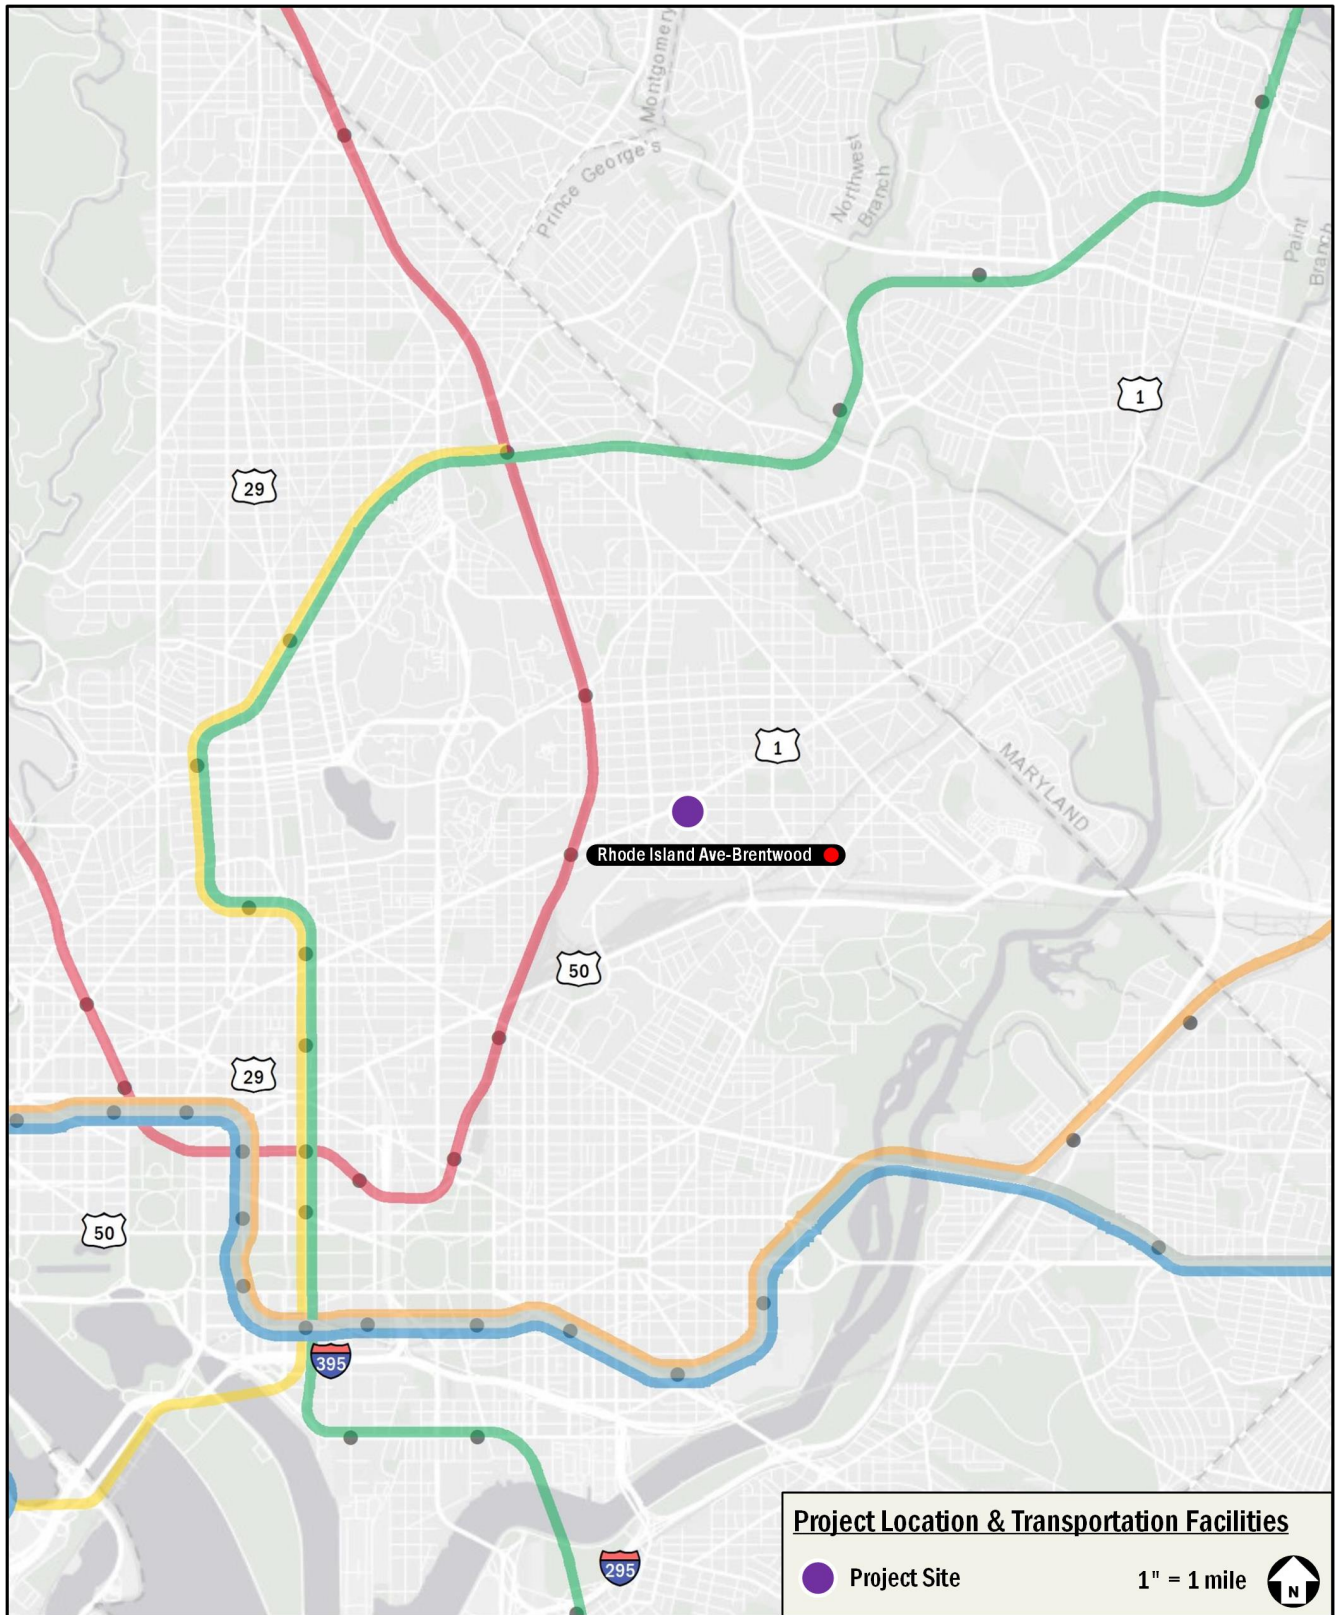 Montgomery
Prince George's
Northwest
Branch
Paint
Branch
1
29
1
MARYLAND
Rhode Island Ave-Brentwood
50
29
50
395
295
Project Location & Transportation Facilities
Project Site
1" = 1 mile
N